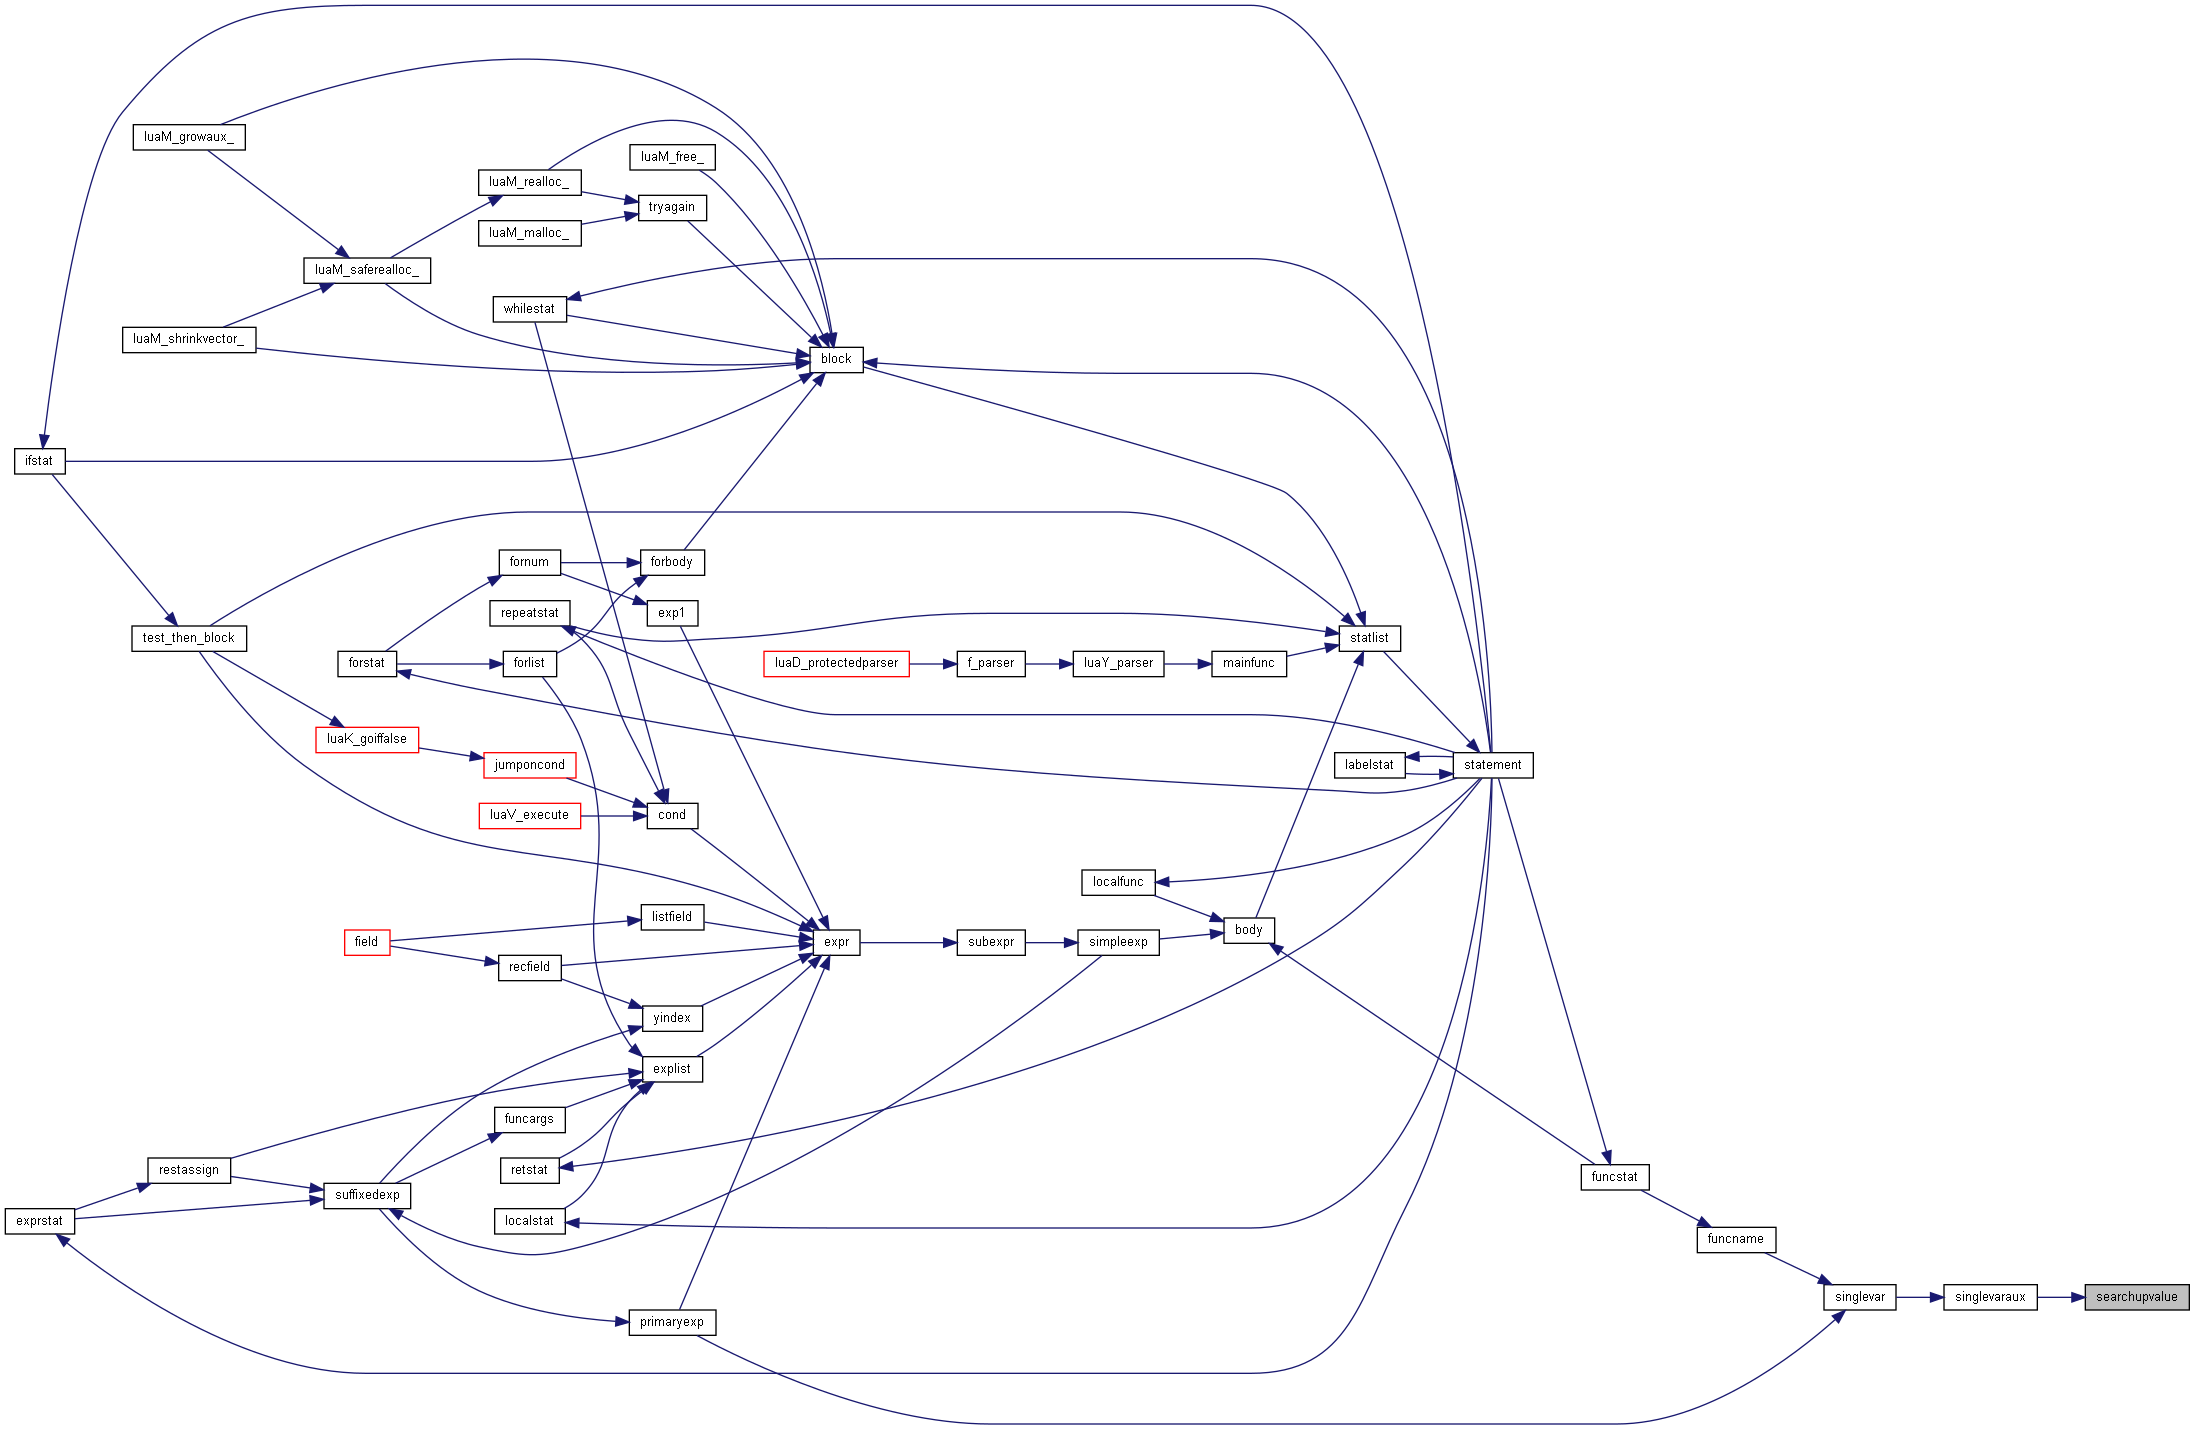 luaM_growaux_
luaM_free_
luaM_realloc_
tryagain
luaM_malloc_
luaM_saferealloc_
whilestat
luaM_shrinkvector_
block
ifstat
fornum
forbody
repeatstat
exp1
test_then_block
statlist
forstat
forlist
luaD_protectedparser
f_parser
luaY_parser
mainfunc
luaK_goiffalse
jumponcond
labelstat
statement
luaV_execute
cond
localfunc
listfield
body
field
expr
subexpr
simpleexp
recfield
yindex
explist
funcargs
restassign
retstat
funcstat
suffixedexp
exprstat
localstat
funcname
singlevar
singlevaraux
searchupvalue
primaryexp